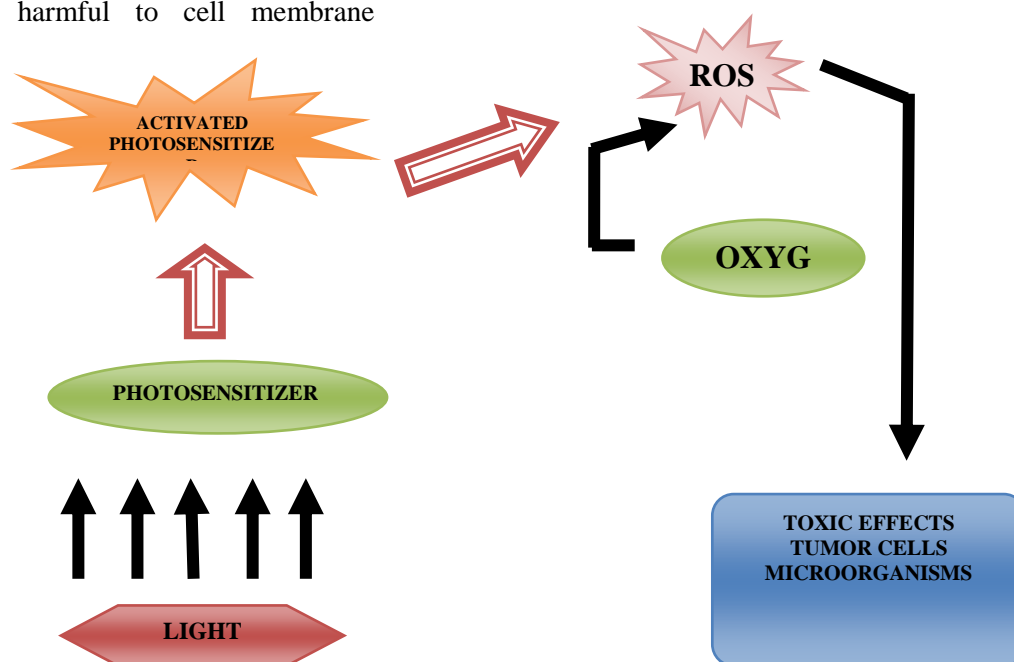 harmful to cell membrane
ROS
ACTIVATED
PHOTOSENSITIZE
OXYG
PHOTOSENSITIZER
TOXIC EFFECTS
TUMOR CELLS
MICROORGANISMS
LIGHT